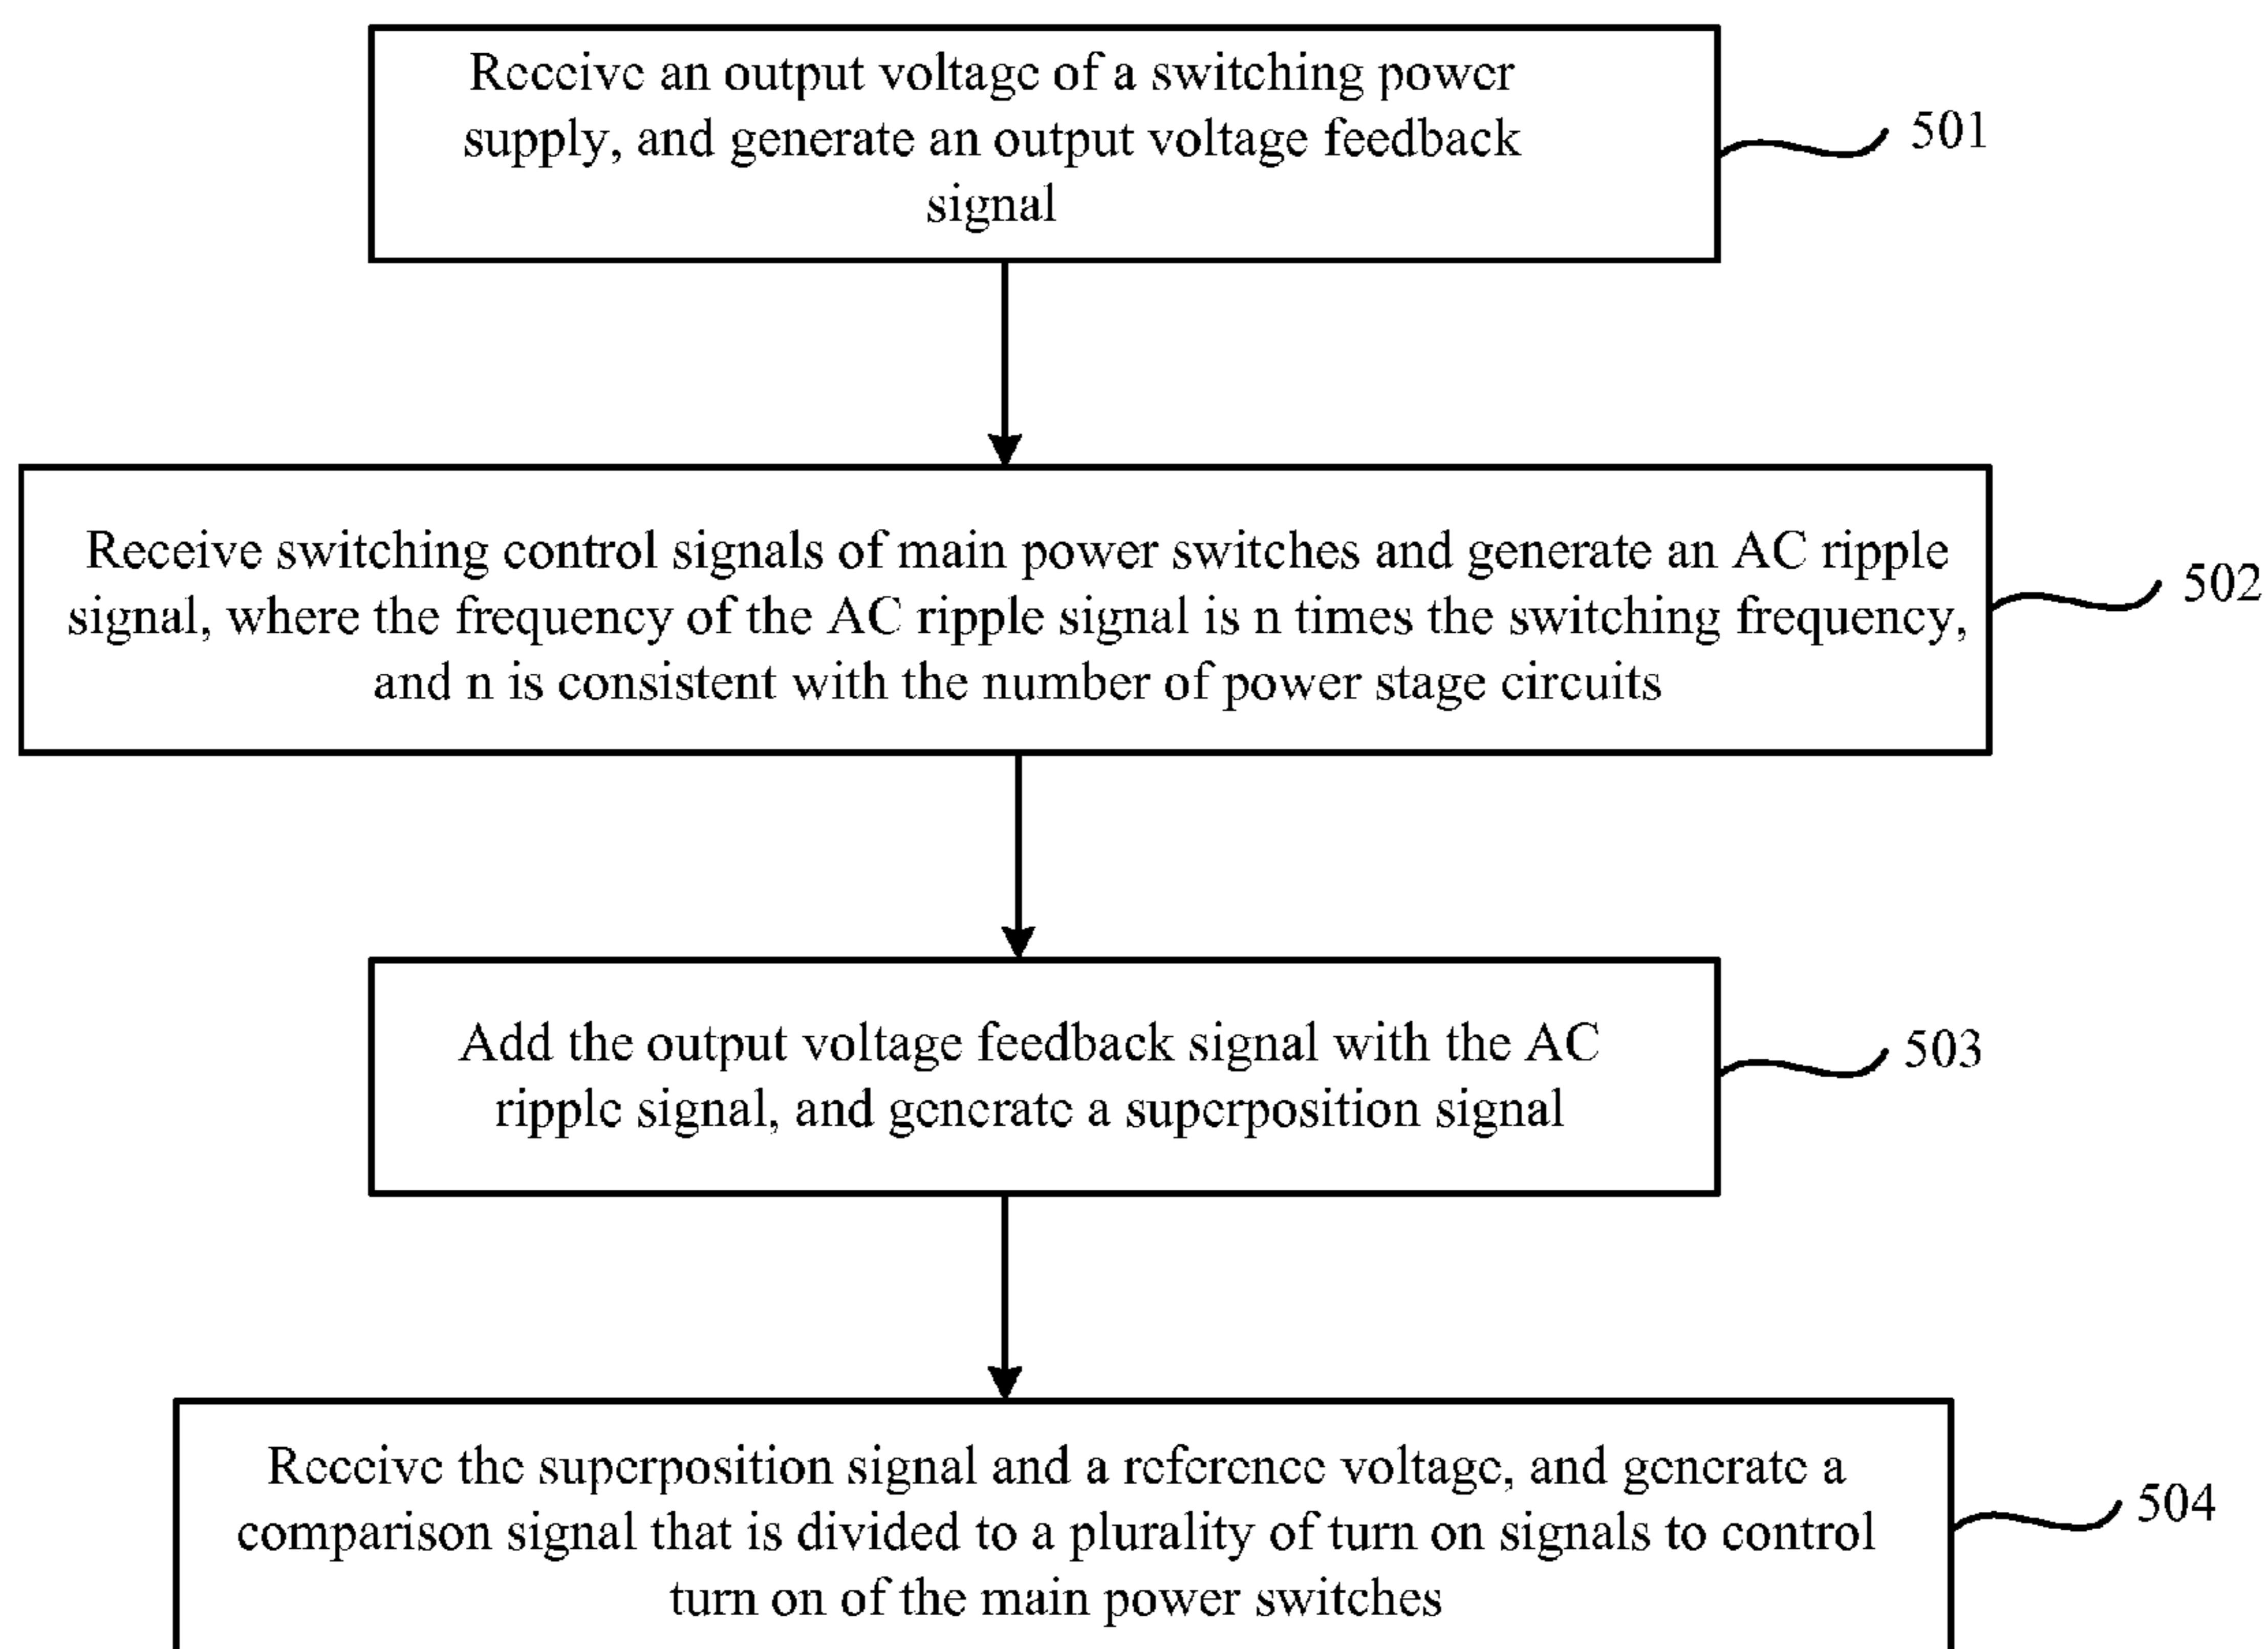 Receive an output voltage of a switching power
supply, and generate an output voltage feedback
signal
501
Receive switching control signals of main power switches and generate an AC ripple
signal, where the frequency of the AC ripple signal is n times the switching frequency,
and n is consistent with the number of power stage circuits
502
Add the output voltage feedback signal with the AC
ripple signal, and generate a superposition signal
503
Receive the superposition signal and a reference voltage, and generate a
comparison signal that is divided to a plurality of turn on signals to control
turn on of the main power switches
504